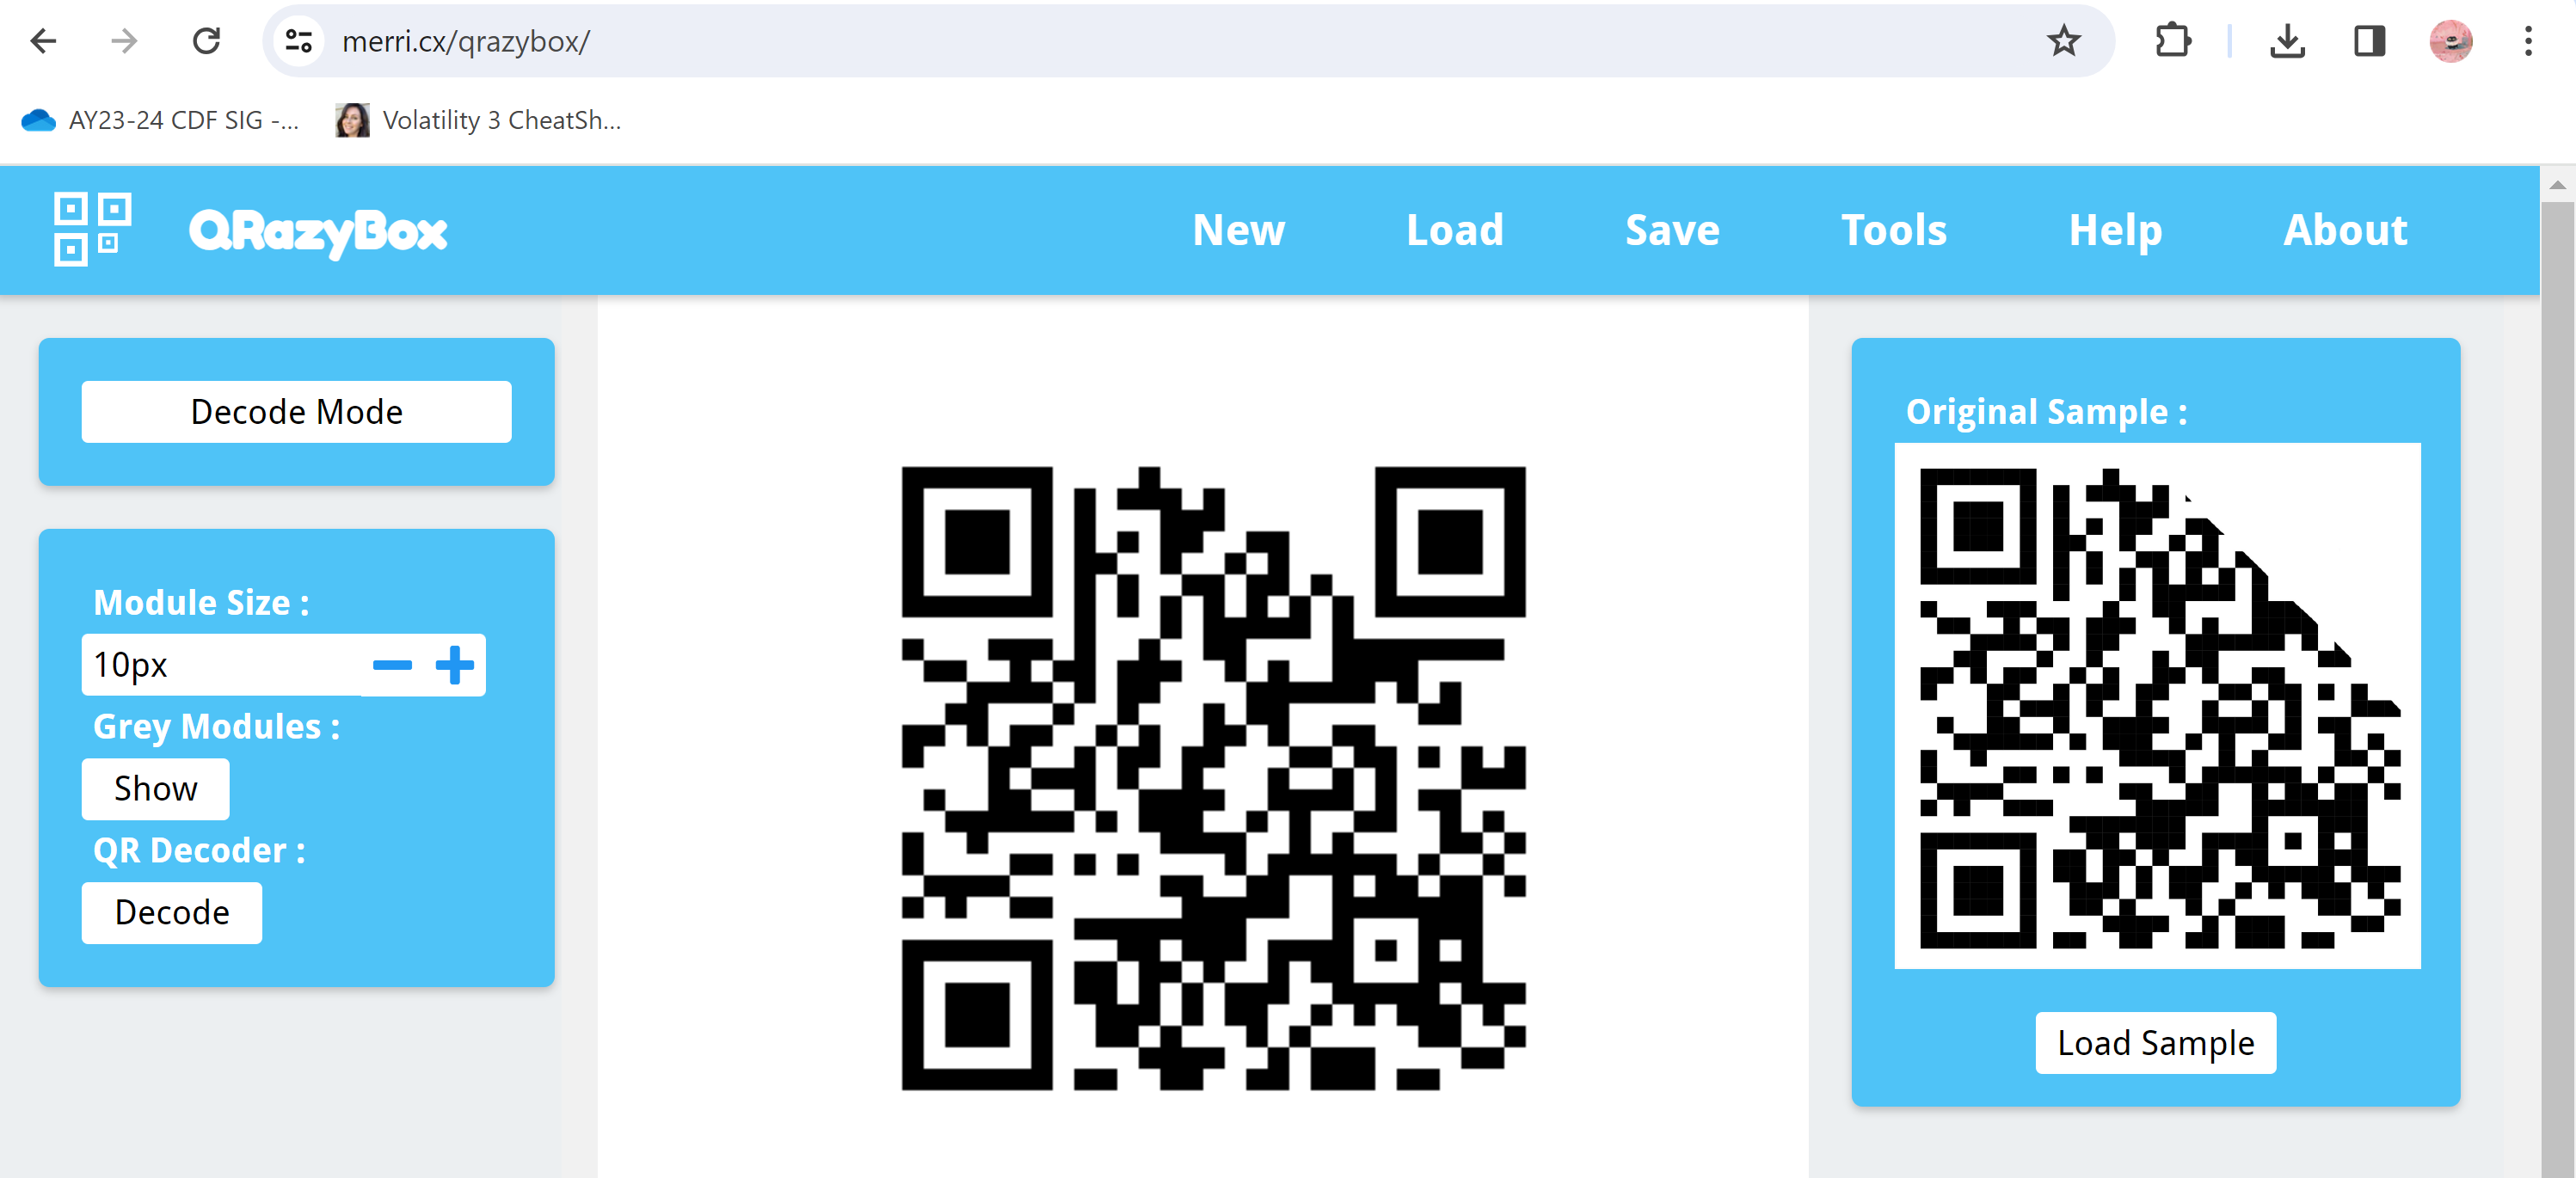 merri.cx/qrazybox/
AY23-24 CDF SIG -...
Volatility 3 CheatSh...
QRazyBox
New
Load
Save
Tools
Help
About
Decode Mode
Module Size :
10px
Grey Modules :
Show
QR Decoder :
Decode
Original Sample :
Load Sample